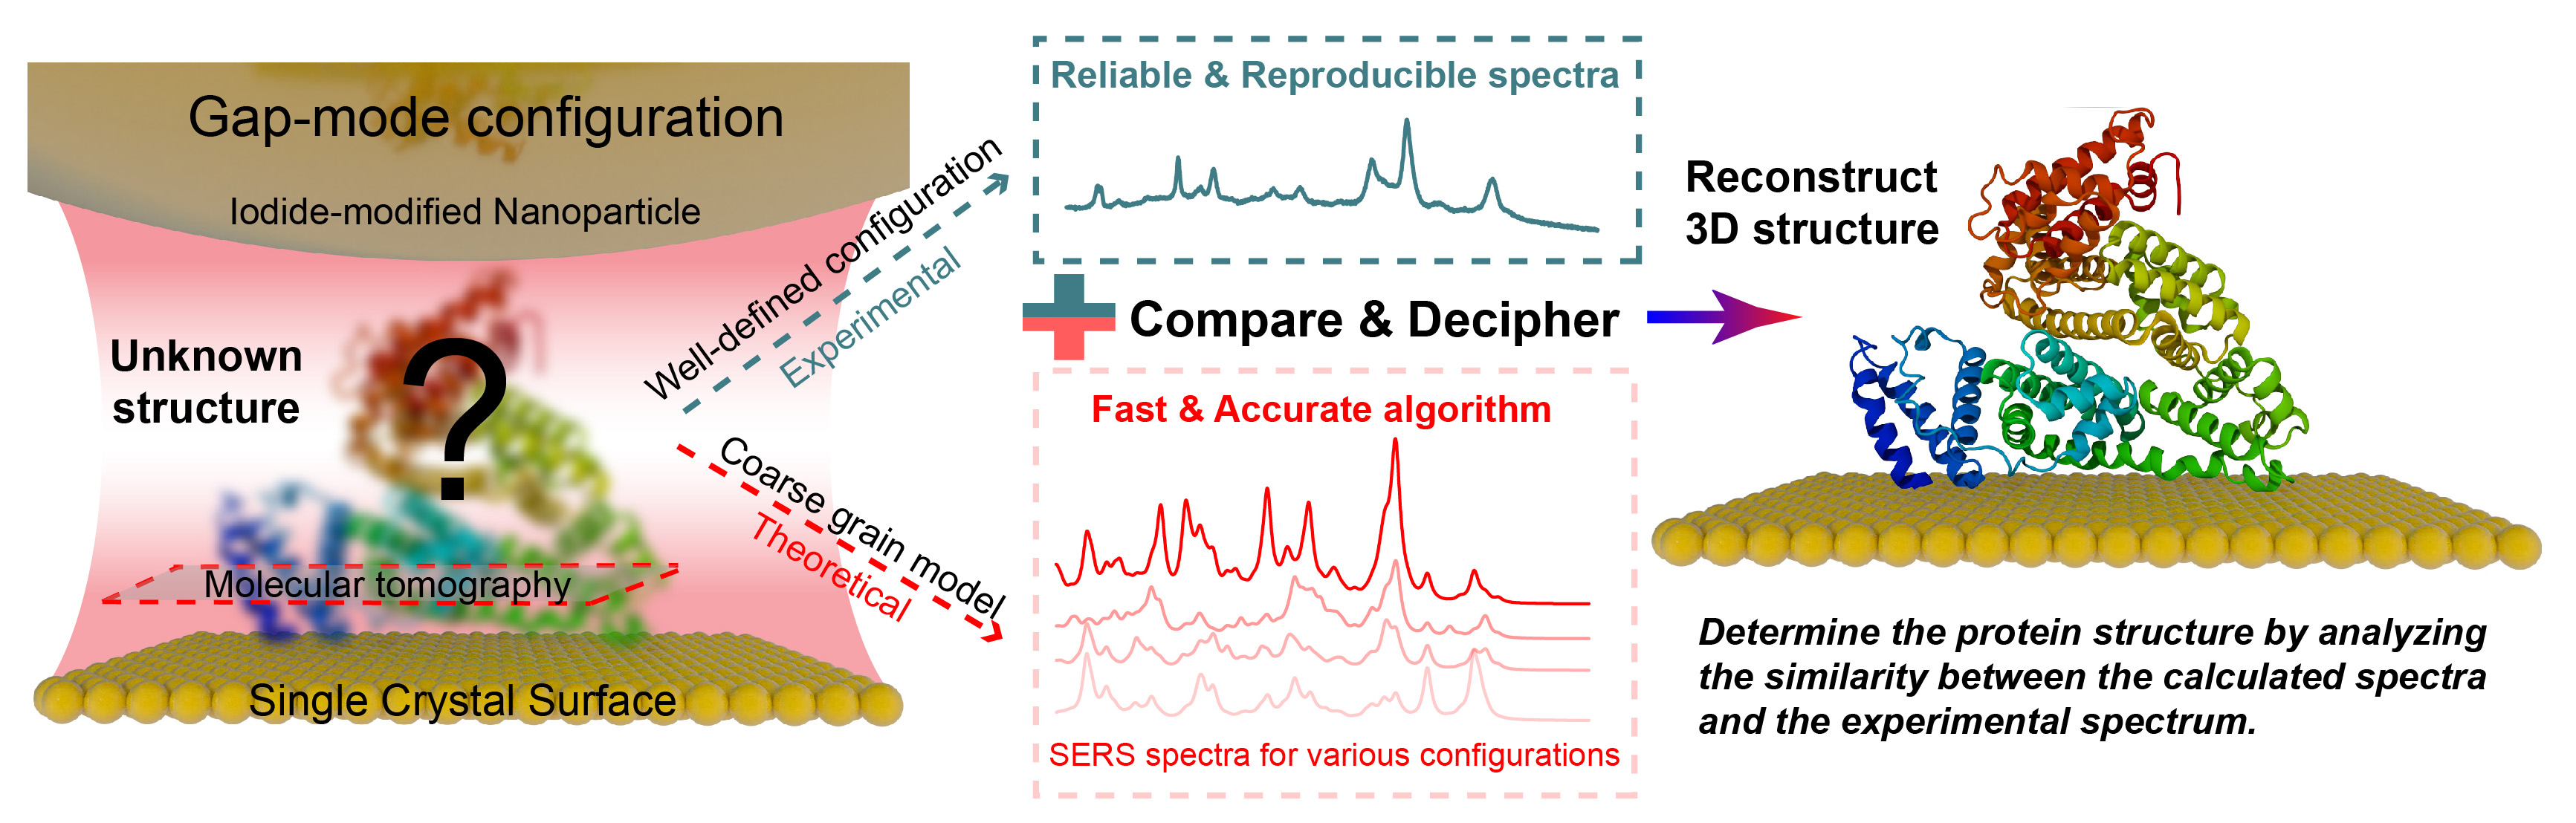 Gap-mode configuration
Iodide-modified Nanoparticle
Unknown
structure
?
Molecular tomography
Single Crystal Surface
Well-defined configuration
Experimental
Coarse grain model
Theoretical
Reliable & Reproducible spectra
Compare & Decipher
Fast & Accurate algorithm
SERS spectra for various configurations
Reconstruct
3D structure
Determine the protein structure by analyzing
the similarity between the calculated spectra
and the experimental spectrum.